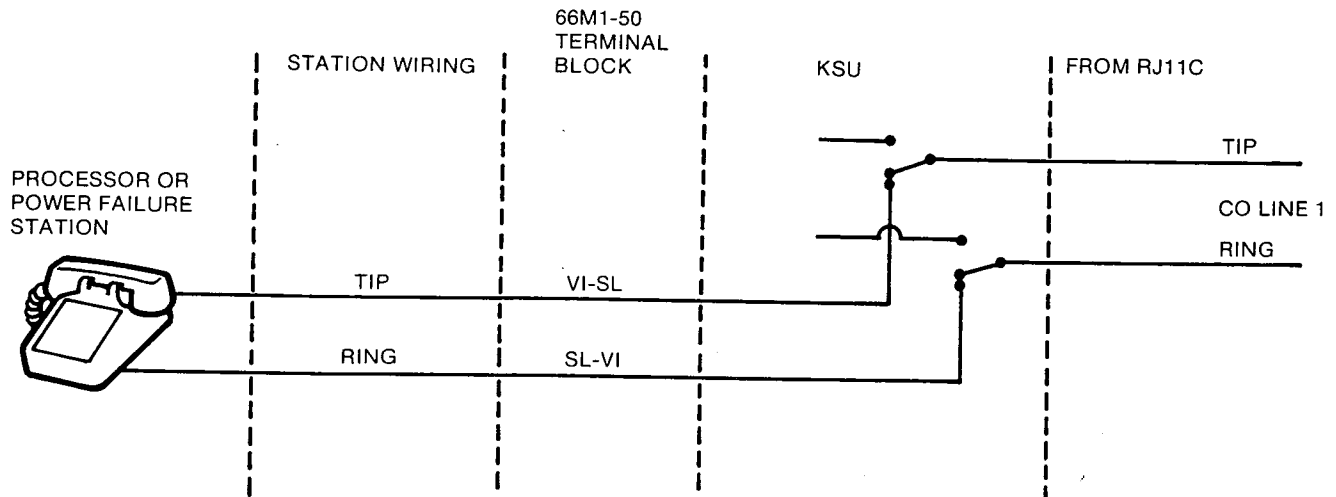 66M1-50
TERMINAL
BLOCK
STATION WIRING
KSU
FROM RJ11C
TIP
PROCESSOR OR
POWER FAILURE
STATION
CO LINE 1
RING
TIP
VI-SL
RING
SL-VI